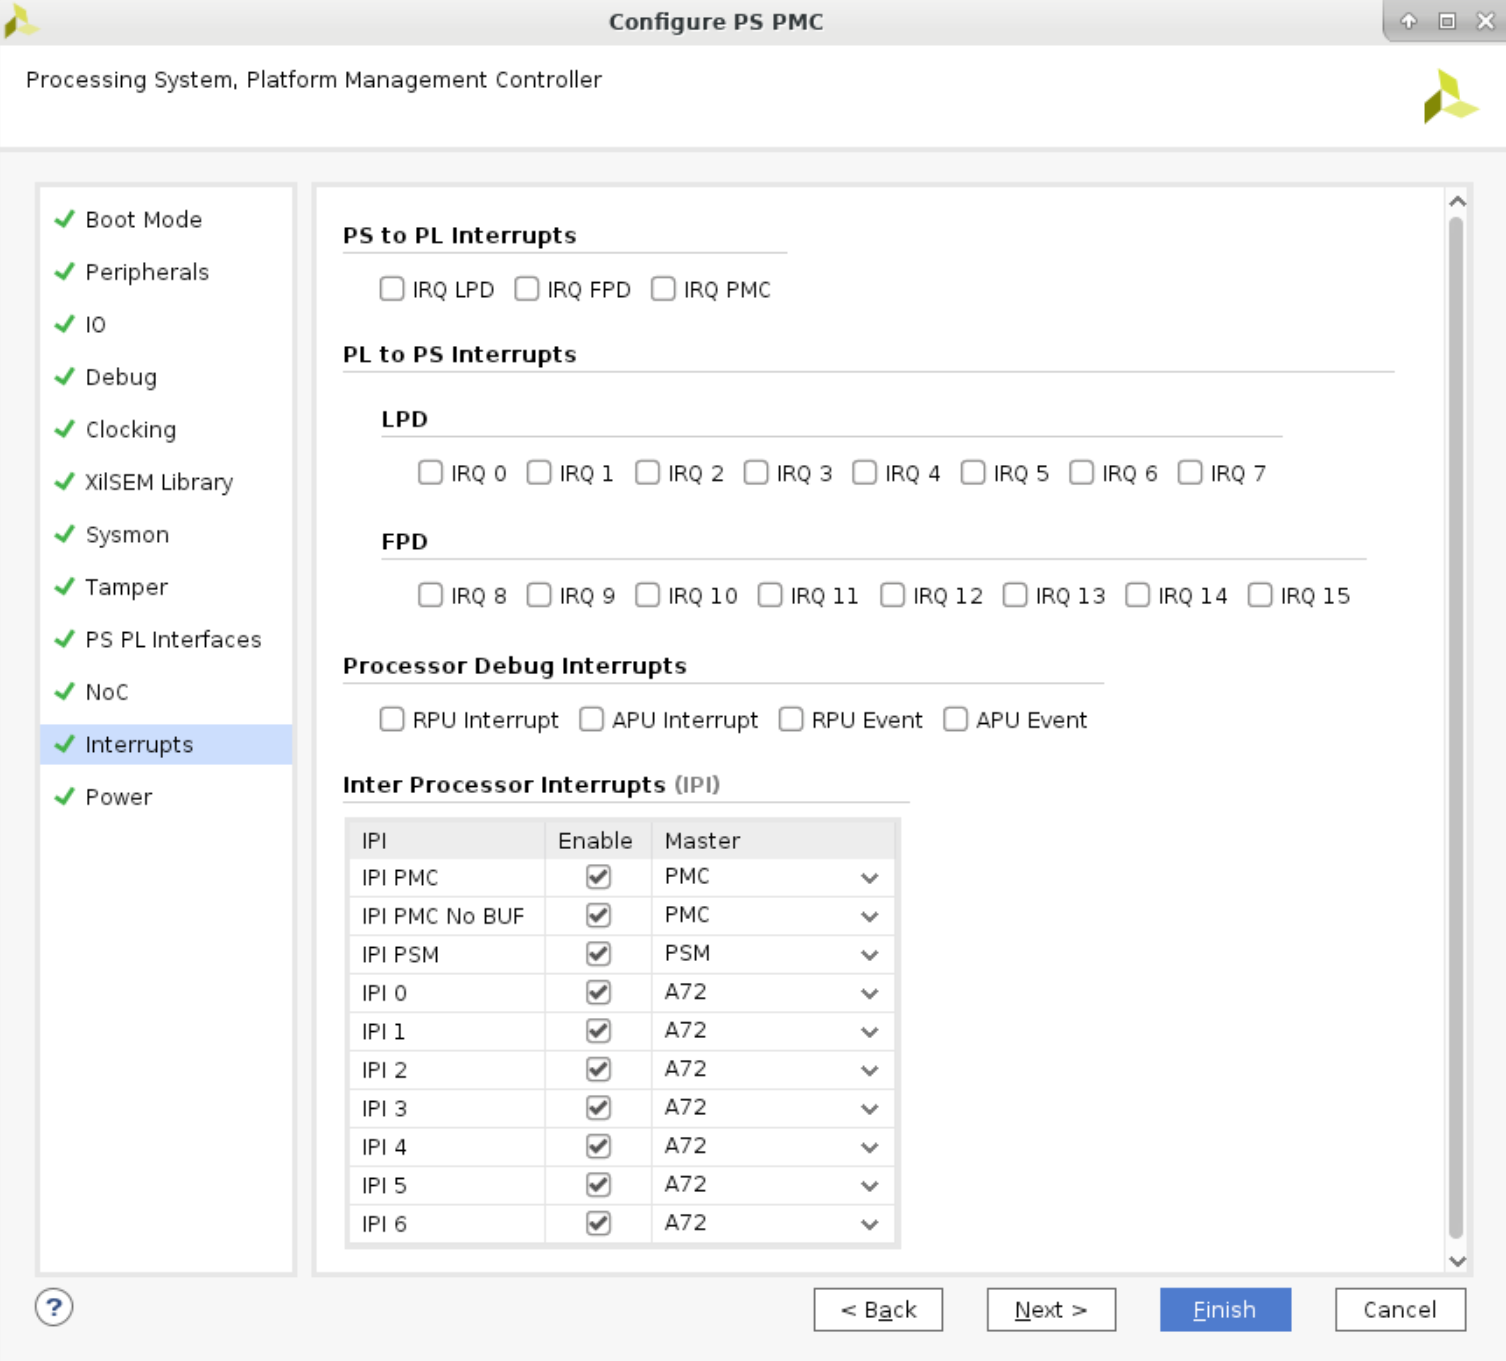 Configure PS PMC
Processing System, Platform Management Controller
Boot Mode
Peripherals
IO
Debug
Clocking
XilSEM Library
Sysmon
Tamper
PS PL Interfaces
NoC
Interrupts
Power
PS to PL Interrupts
IRQ LPD IRQ FPD IRQ PMC
PL to PS Interrupts
LPD
IRQ 0 IRQ 1 IRQ 2 IRQ 3 IRQ 4 IRQ 5 IRQ 6 IRQ 7
FPD
IRQ 8 IRQ 9 IRQ 10 IRQ 11 IRQ 12 IRQ 13 IRQ 14 IRQ 15
Processor Debug Interrupts
RPU Interrupt APU Interrupt RPU Event APU Event
Inter Processor Interrupts (IPI)
IPI Enable Master
IPI PMC PMC
IPI PMC No BUF PMC
IPI PSM PSM
IPI 0 A72
IPI 1 A72
IPI 2 A72
IPI 3 A72
IPI 4 A72
IPI 5 A72
IPI 6 A72
? < Back Next > Finish Cancel